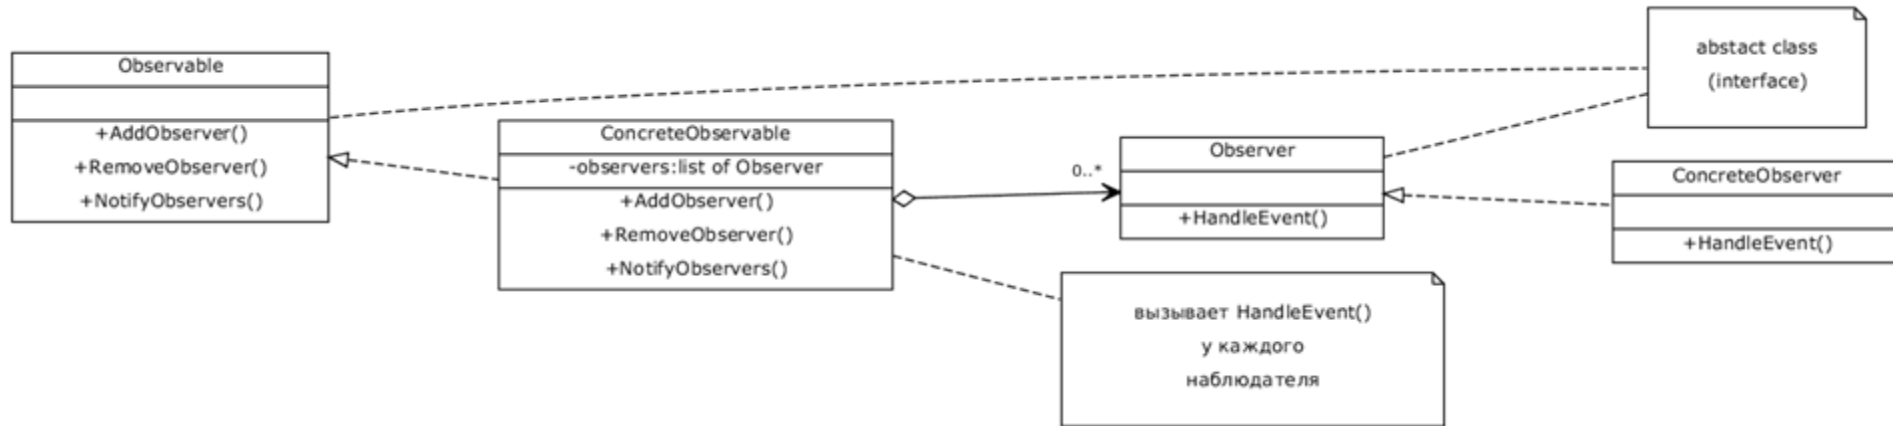 Observable
+AddObserver()
+RemoveObserver()
+NotifyObservers()
ConcreteObservable
-observers:list of Observer
+AddObserver()
+RemoveObserver()
+NotifyObservers()
0..*
Observer
+HandleEvent()
abstact class
(interface)
ConcreteObserver
+HandleEvent()
вызывает HandleEvent()
у каждого
наблюдателя